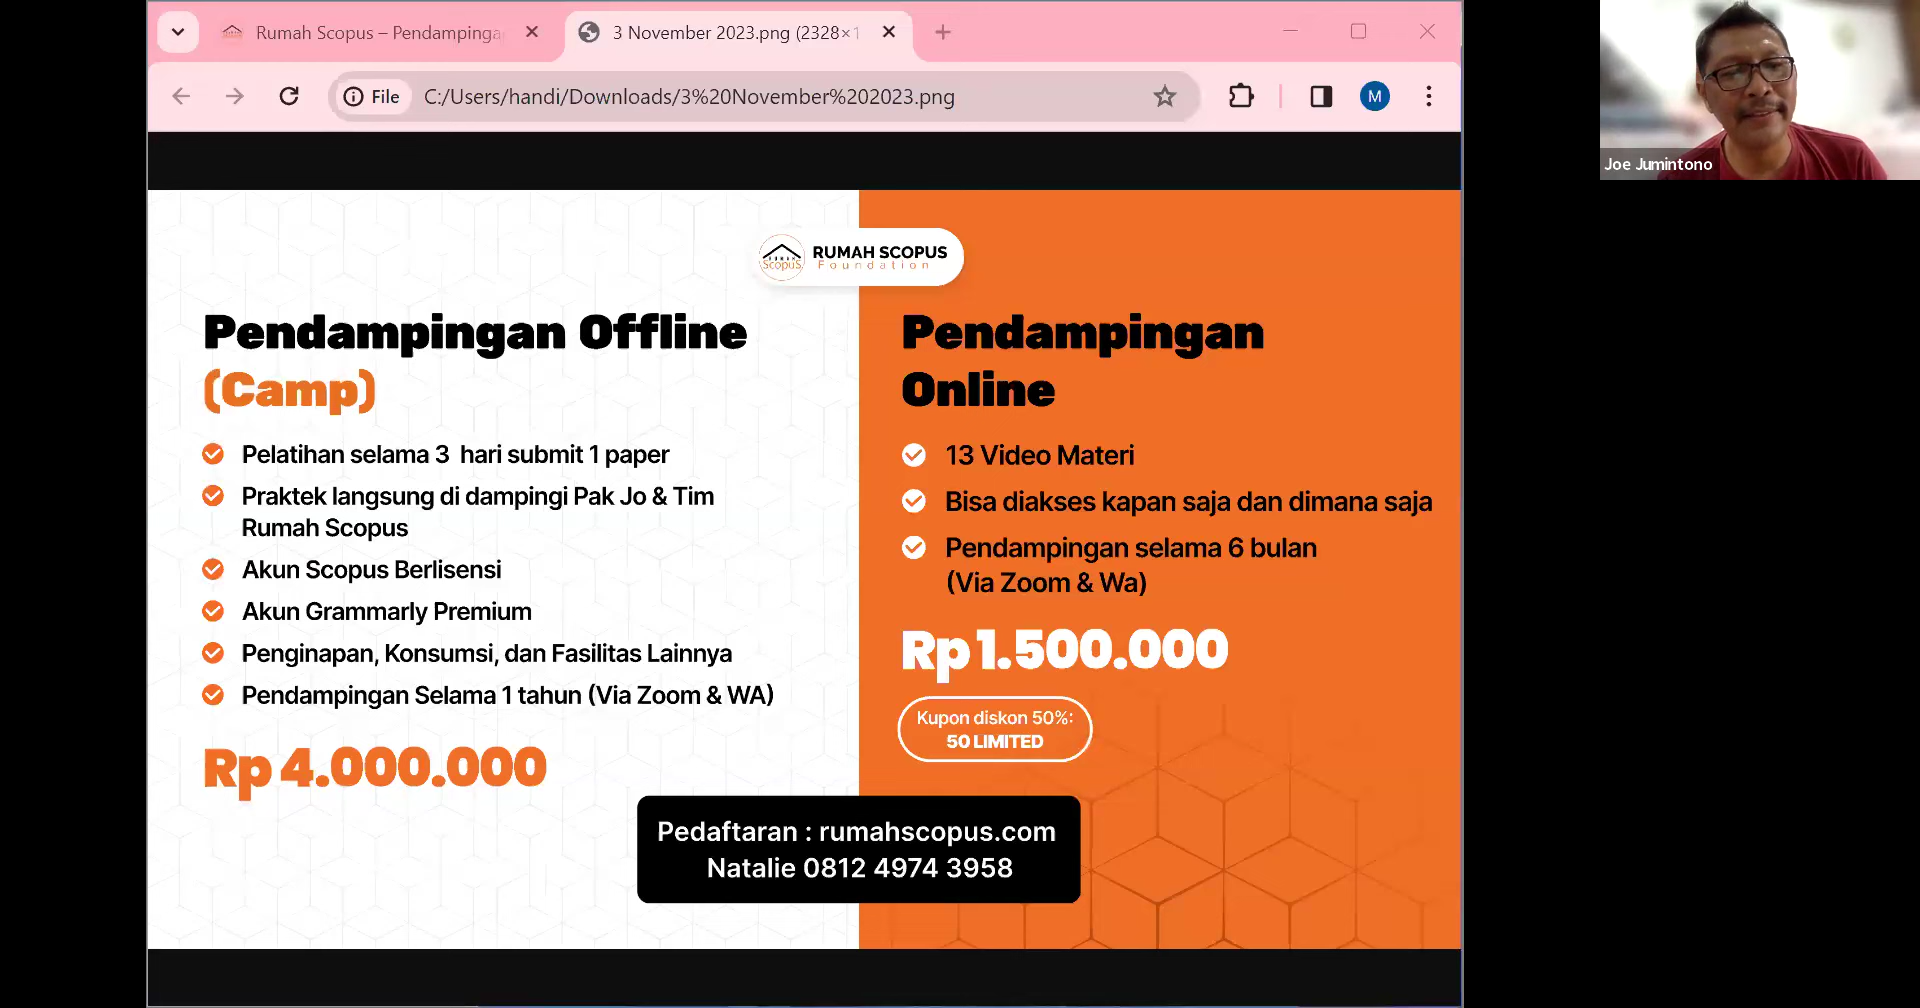 Rumah Scopus – Pendampinga
3 November 2023.png (2328×1
File
C:/Users/handi/Downloads/3%20November%202023.png
M
Joe Jumintono
RUMAH
ScopuS
RUMAH SCOPUS
Foundation
Pendampingan Offline
(Camp)
Pelatihan selama 3 hari submit 1 paper
Praktek langsung di dampingi Pak Jo & Tim
Rumah Scopus
Akun Scopus Berlisensi
Akun Grammarly Premium
Penginapan, Konsumsi, dan Fasilitas Lainnya
Pendampingan Selama 1 tahun (Via Zoom & WA)
Rp 4.000.000
Pendampingan
Online
13 Video Materi
Bisa diakses kapan saja dan dimana saja
Pendampingan selama 6 bulan
(Via Zoom & Wa)
Rp 1.500.000
Kupon diskon 50%:
50 LIMITED
Pedaftaran : rumahscopus.com
Natalie 0812 4974 3958